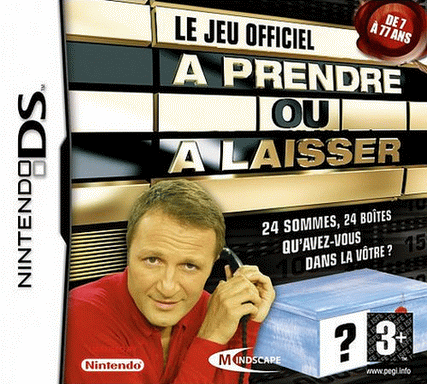 NINTENDO DS
LE JEU OFFICIEL
DE 7
À 77 ANS
A PRENDRE
OU
A LAISSER
24 SOMMES, 24 BOÎTES
QU'AVEZ-VOUS
DANS LA VÔTRE ?
?
3+
www.pegi.info
Nintendo
MINDSCAPE